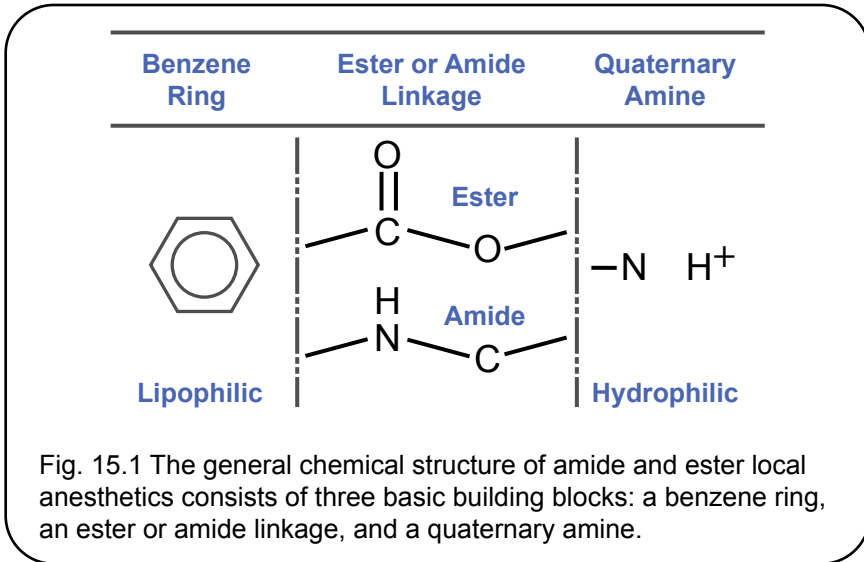 Benzene Ring
Ester or Amide Linkage
Quaternary Amine
O
Ester
C
O
–N H⁺
H
N
Amide
C
Lipophilic
Hydrophilic
Fig. 15.1 The general chemical structure of amide and ester local
anesthetics consists of three basic building blocks: a benzene ring,
an ester or amide linkage, and a quaternary amine.